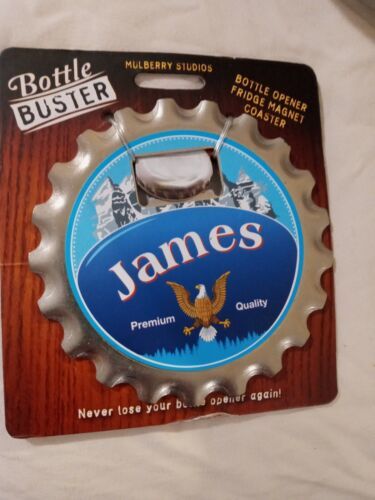 Bottle
BUSTER
MULBERRY STUDIOS
BOTTLE OPENER
FRIDGE MAGNET
COASTER
James
Premium Quality
Never lose your bottle opener again!